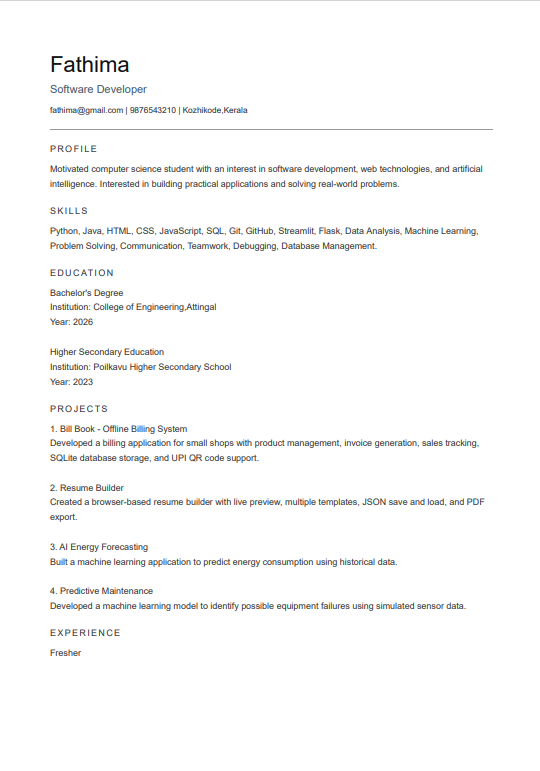 Fathima
Software Developer
fathima@gmail.com | 9876543210 | Kozhikode,Kerala
PROFILE
Motivated computer science student with an interest in software development, web technologies, and artificial
intelligence. Interested in building practical applications and solving real-world problems.
SKILLS
Python, Java, HTML, CSS, JavaScript, SQL, Git, GitHub, Streamlit, Flask, Data Analysis, Machine Learning,
Problem Solving, Communication, Teamwork, Debugging, Database Management.
EDUCATION
Bachelor's Degree
Institution: College of Engineering,Attingal
Year: 2026
Higher Secondary Education
Institution: Poilkavu Higher Secondary School
Year: 2023
PROJECTS
1. Bill Book - Offline Billing System
Developed a billing application for small shops with product management, invoice generation, sales tracking,
SQLite database storage, and UPI QR code support.
2. Resume Builder
Created a browser-based resume builder with live preview, multiple templates, JSON save and load, and PDF
export.
3. AI Energy Forecasting
Built a machine learning application to predict energy consumption using historical data.
4. Predictive Maintenance
Developed a machine learning model to identify possible equipment failures using simulated sensor data.
EXPERIENCE
Fresher